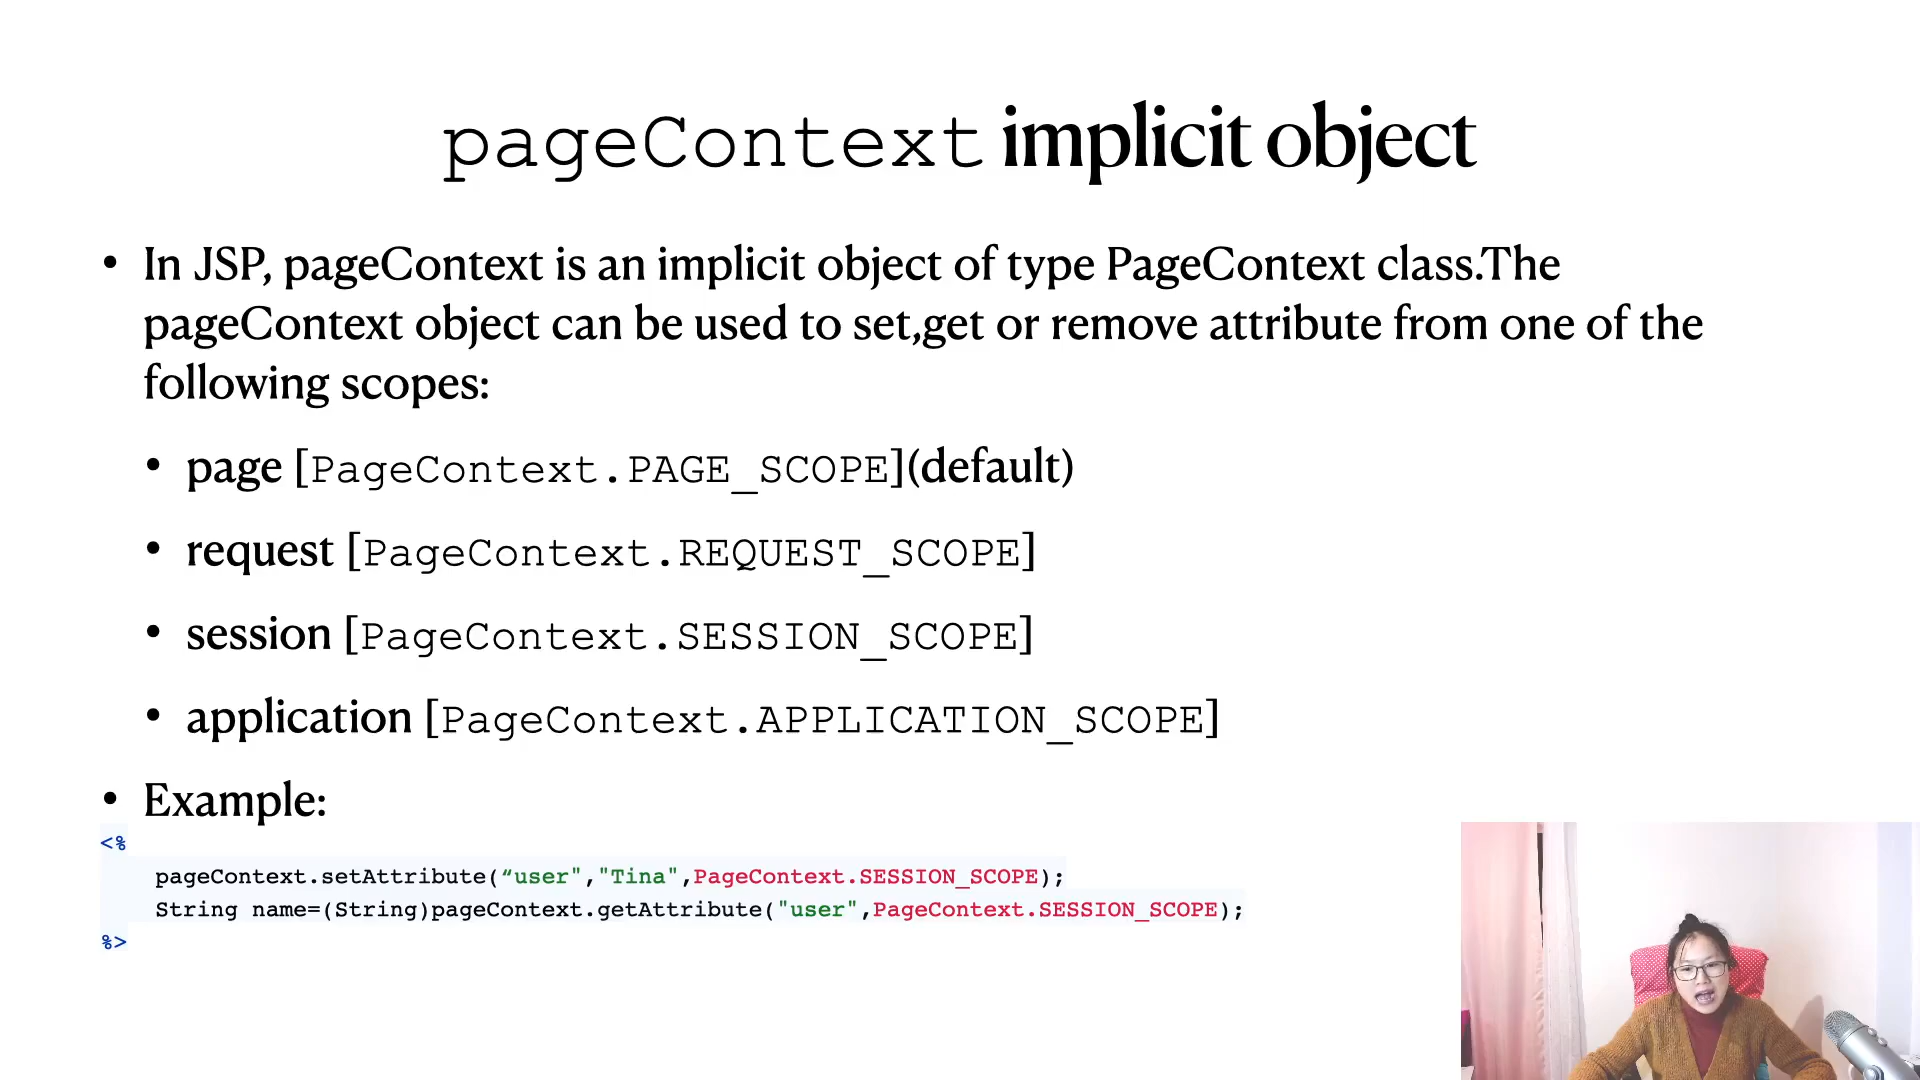 pageContext implicit object
• In JSP, pageContext is an implicit object of type PageContext class.The
pageContext object can be used to set,get or remove attribute from one of the
following scopes:
• page [PageContext.PAGE_SCOPE](default)
• request [PageContext.REQUEST_SCOPE]
• session [PageContext.SESSION_SCOPE]
• application [PageContext.APPLICATION_SCOPE]
• Example:
<%
pageContext.setAttribute(“user","Tina",PageContext.SESSION_SCOPE);
String name=(String)pageContext.getAttribute("user",PageContext.SESSION_SCOPE);
%>